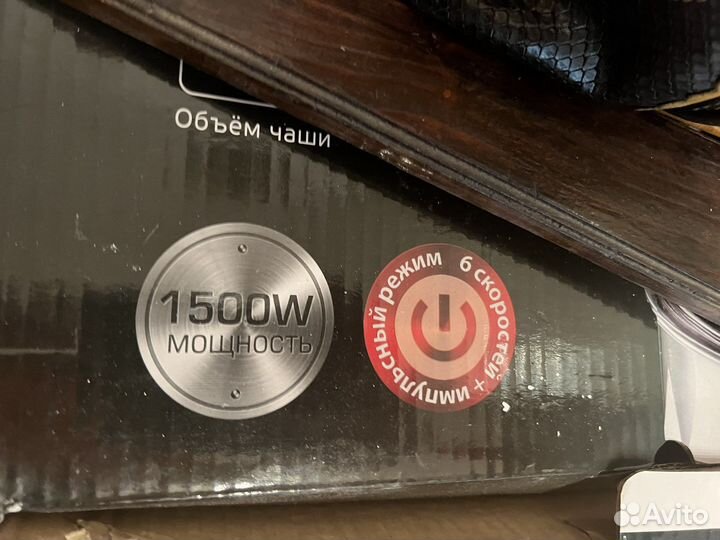 Объём чаши
1500W
МОЩНОСТЬ
6 скоростей + импульсный режим
Avito